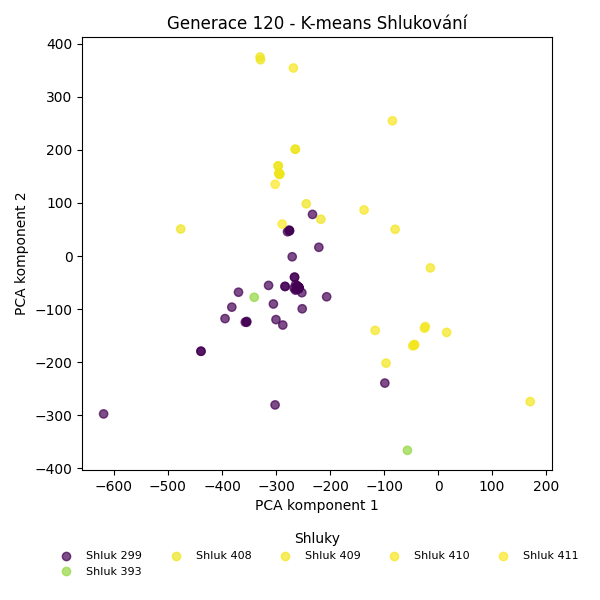 Generace 120 - K-means Shlukování
400
300
200
100
0
−100
−200
−300
−400
PCA komponent 2
−600 −500 −400 −300 −200 −100 0 100 200
PCA komponent 1
Shluky
Shluk 299 Shluk 408 Shluk 409 Shluk 410 Shluk 411
Shluk 393